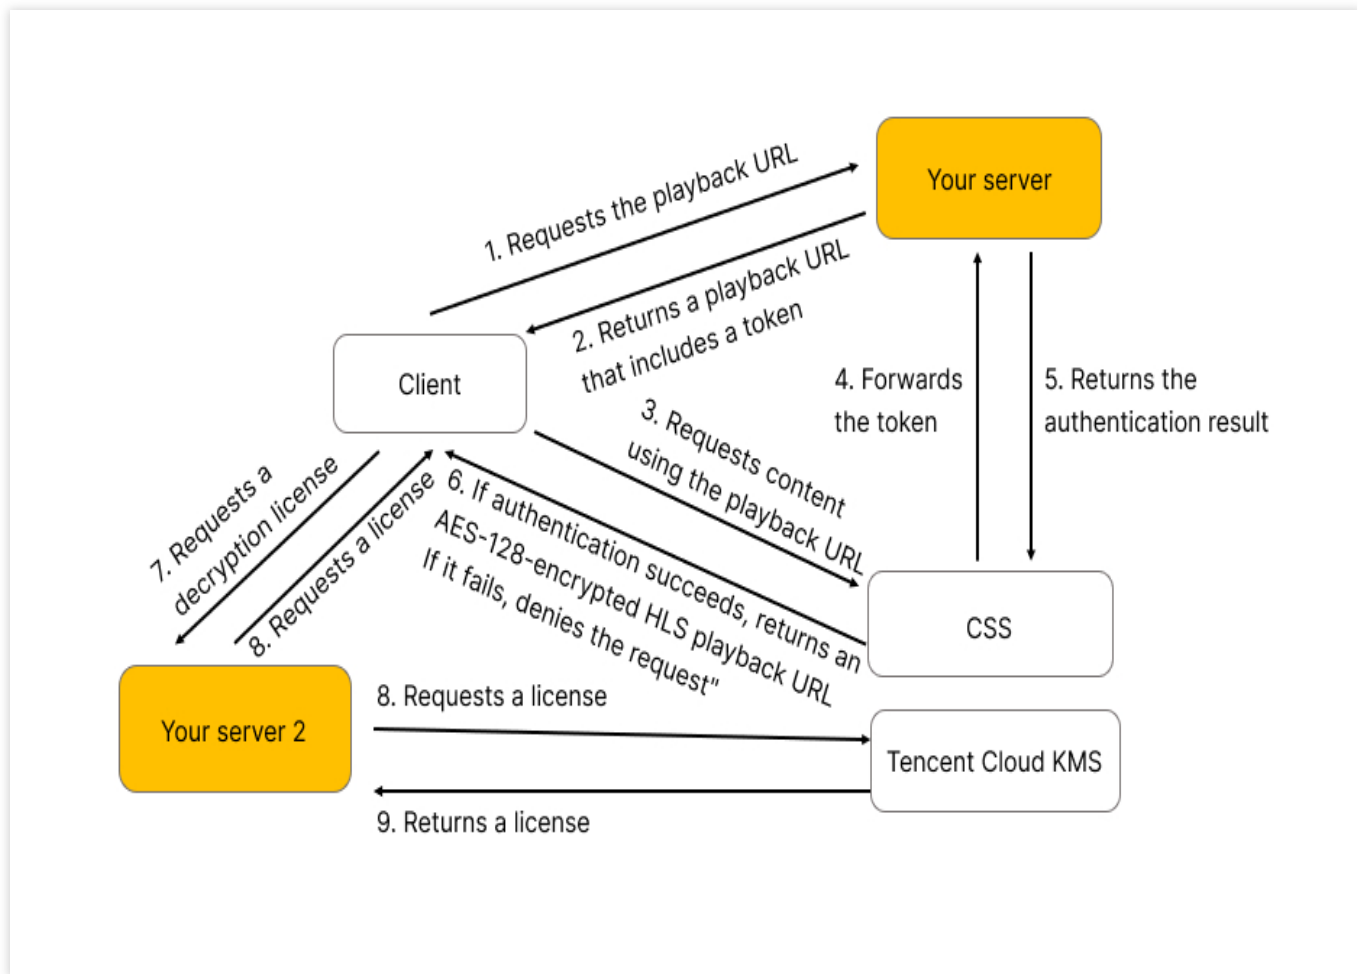 Your server
1. Requests the playback URL
2. Returns a playback URL
that includes a token
Client
4. Forwards
the token
5. Returns the
authentication result
3. Requests content
using the playback URL
6. If authentication succeeds, returns an
AES-128-encrypted HLS playback URL
If it fails, denies the request"
7. Requests a
decryption license
8. Requests a license
CSS
Your server 2
8. Requests a license
Tencent Cloud KMS
9. Returns a license